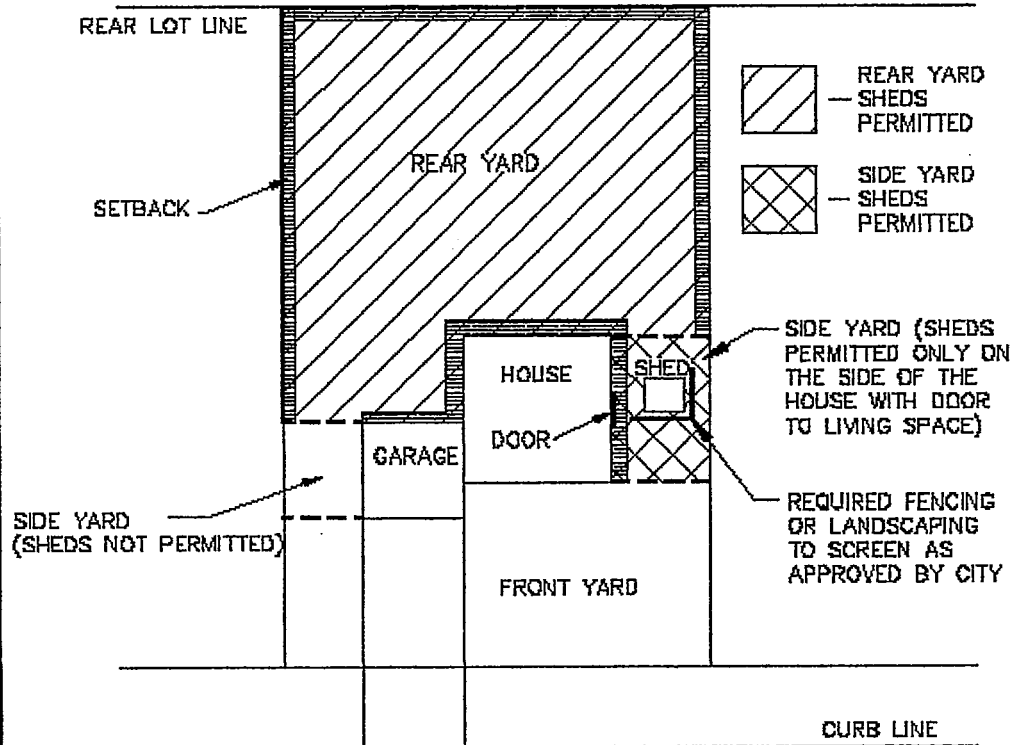 REAR LOT LINE
REAR YARD
SHEDS
PERMITTED
REAR YARD
SIDE YARD
SHEDS
PERMITTED
SETBACK
SIDE YARD (SHEDS
PERMITTED ONLY ON
THE SIDE OF THE
HOUSE WITH DOOR
TO LIVING SPACE)
HOUSE
SHED
DOOR
GARAGE
SIDE YARD
(SHEDS NOT PERMITTED)
REQUIRED FENCING
OR LANDSCAPING
TO SCREEN AS
APPROVED BY CITY
FRONT YARD
CURB LINE